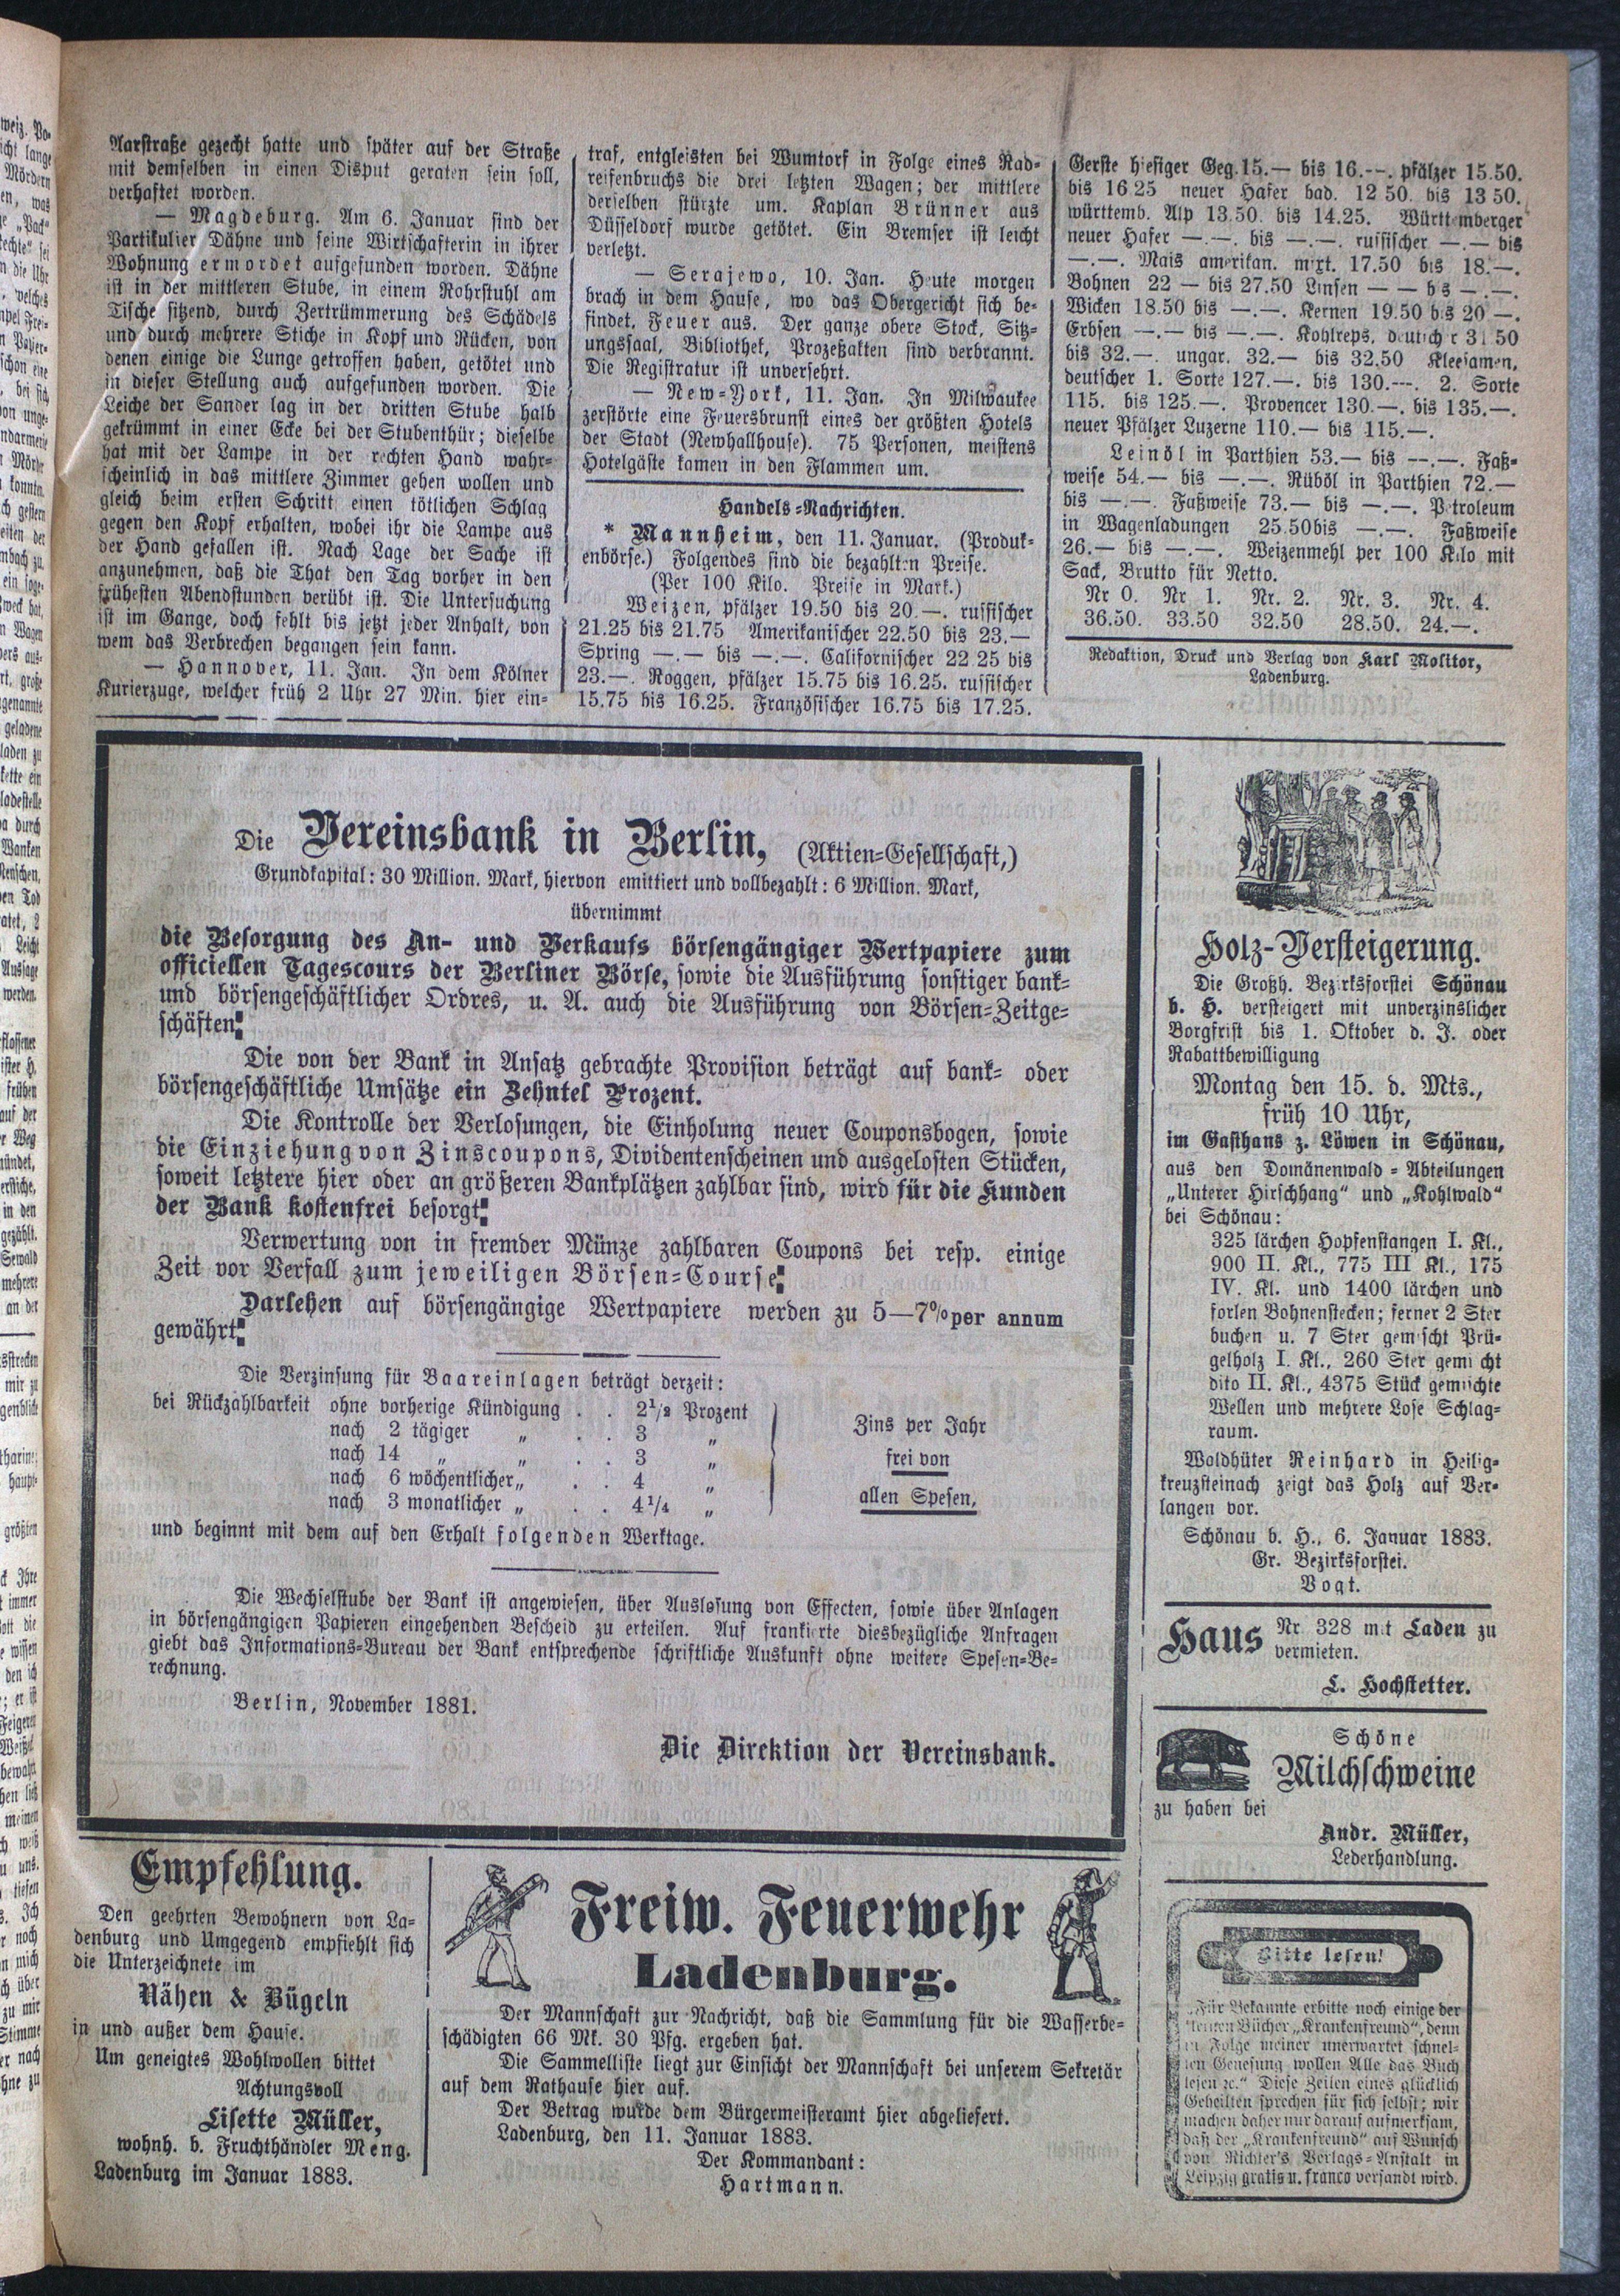 Aarstraße gezecht hatte und später auf der Straße
mit demselben in einen Disput geraten sein soll,
verhaftet worden.
— Magdeburg. Am 6. Januar sind der
Partikulier Dähne und seine Wirtschafterin in ihrer
Wohnung ermordet aufgefunden worden. Dähne
ist in der mittleren Stube, in einem Rohrstuhl am
Tische sitzend, durch Zertrümmerung des Schädels
und durch mehrere Stiche in Kopf und Rücken, von
denen einige die Lunge getroffen haben, getötet und
in dieser Stellung auch aufgefunden worden. Die
Leiche der Sander lag in der dritten Stube halb
gekrümmt in einer Ecke bei der Stubenthür; dieselbe
hat mit der Lampe in der rechten Hand wahr-
scheinlich in das mittlere Zimmer gehen wollen und
gleich beim ersten Schritt einen tötlichen Schlag
gegen den Kopf erhalten, wobei ihr die Lampe aus
der Hand gefallen ist. Nach Lage der Sache ist
anzunehmen, daß die That den Tag vorher in den
frühesten Abendstunden verübt ist. Die Untersuchung
ist im Gange, doch fehlt bis jetzt jeder Anhalt, von
wem das Verbrechen begangen sein kann.
— Hannover, 11. Jan. In dem Kölner
Kurierzuge, welcher früh 2 Uhr 27 Min. hier ein-
traf, entgleisten bei Wumtorf in Folge eines Rad-
reifenbruchs die drei letzten Wagen; der mittlere
derselben stürzte um. Kaplan Brünner aus
Düsseldorf wurde getötet. Ein Bremser ist leicht
verletzt.
— Serajewo, 10. Jan. Heute morgen
brach in dem Hause, wo das Obergericht sich be-
findet, Feuer aus. Der ganze obere Stock, Sitz-
ungssaal, Bibliothek, Prozeßakten sind verbrannt.
Die Registratur ist unversehrt.
— New-York, 11. Jan. In Milwaukee
zerstörte eine Feuersbrunst eines der größten Hotels
der Stadt (Newhallhouse). 75 Personen, meistens
Hotelgäste kamen in den Flammen um.
Handels-Nachrichten.
* Mannheim, den 11. Januar. (Produk-
enbörse.) Folgendes sind die bezahlten Preise.
(Per 100 Kilo. Preise in Mark.)
Weizen, pfälzer 19.50 bis 20.—. russischer
21.25 bis 21.75 Amerikanischer 22.50 bis 23.—
Spring —.— bis —.—. Californischer 22 25 bis
23.—. Roggen, pfälzer 15.75 bis 16.25. russischer
15.75 bis 16.25. Französischer 16.75 bis 17.25.
Gerste hiesiger Geg. 15.— bis 16.--. pfälzer 15.50.
bis 16 25 neuer Hafer bad. 12 50. bis 13 50.
württemb. Alp 13.50. bis 14.25. Württemberger
neuer Hafer —.—. bis —.—. russischer —.— bis
—.—. Mais amerikan. mixt. 17.50 bis 18.—.
Bohnen 22 — bis 27.50 Linsen — — bis —.—.
Wicken 18.50 bis —.—. Kernen 19.50 bis 20 —.
Erbsen —.— bis —.—. Kohlreps, deutscher 31 50
bis 32.—. ungar. 32.— bis 32.50 Kleesamen,
deutscher 1. Sorte 127.—. bis 130.--. 2. Sorte
115. bis 125.—. Provencer 130.—. bis 135.—.
neuer Pfälzer Luzerne 110.— bis 115.—.
Leinöl in Parthien 53.— bis --.—. Faß-
weise 54.— bis —.—. Rüböl in Parthien 72.—
bis —.—. Faßweise 73.— bis —.—. Petroleum
in Wagenladungen 25.50 bis —.—. Faßweise
26.— bis —.—. Weizenmehl per 100 Kilo mit
Sack, Brutto für Netto.
Nr 0. Nr 1. Nr. 2. Nr. 3. Nr. 4.
36.50. 33.50 32.50 28.50. 24.—.
Redaktion, Druck und Verlag von Karl Molitor,
Ladenburg.
Die Vereinsbank in Berlin, (Aktien-Gesellschaft,)
Grundkapital: 30 Million. Mark, hiervon emittiert und vollbezahlt: 6 Million. Mark,
übernimmt
die Besorgung des An- und Verkaufs börsengängiger Wertpapiere zum
officiellen Tagescours der Berliner Börse, sowie die Ausführung sonstiger bank-
und börsengeschäftlicher Ordres, u. A. auch die Ausführung von Börsen-Zeitge-
schäften.
Die von der Bank in Ansatz gebrachte Provision beträgt auf bank- oder
börsengeschäftliche Umsätze ein Zehntel Prozent.
Die Kontrolle der Verlosungen, die Einholung neuer Couponsbogen, sowie
die Einziehung von Zinscoupons, Dividentenscheinen und ausgelosten Stücken,
soweit letztere hier oder an größeren Bankplätzen zahlbar sind, wird für die Kunden
der Bank kostenfrei besorgt.
Verwertung von in fremder Münze zahlbaren Coupons bei resp. einige
Zeit vor Verfall zum jeweiligen Börsen-Course.
Darlehen auf börsengängige Wertpapiere werden zu 5—7% per annum
gewährt.
Die Verzinsung für Baareinlagen beträgt derzeit:
bei Rückzahlbarkeit ohne vorherige Kündigung . . 2½ Prozent
nach 2 tägiger „ . . 3 „
nach 14 „ „ . . 3 „
nach 6 wöchentlicher „ . . 4 „
nach 3 monatlicher „ . . 4¼ „
Zins per Jahr
frei von
allen Spesen,
und beginnt mit dem auf den Erhalt folgenden Werktage.
Die Wechselstube der Bank ist angewiesen, über Auslosung von Effecten, sowie über Anlagen
in börsengängigen Papieren eingehenden Bescheid zu erteilen. Auf frankierte diesbezügliche Anfragen
giebt das Informations-Bureau der Bank entsprechende schriftliche Auskunft ohne weitere Spesen-Be-
rechnung.
Berlin, November 1881.
Die Direktion der Vereinsbank.
Holz-Versteigerung.
Die Großh. Bezirksforstei Schönau
b. H. versteigert mit unverzinslicher
Borgfrist bis 1. Oktober d. J. oder
Rabattbewilligung
Montag den 15. d. Mts.,
früh 10 Uhr,
im Gasthaus z. Löwen in Schönau,
aus den Domänenwald-Abteilungen
„Unterer Hirschhang“ und „Kohlwald“
bei Schönau:
325 lärchen Hopfenstangen I. Kl.,
900 II. Kl., 775 III Kl., 175
IV. Kl. und 1400 lärchen und
forlen Bohnenstecken; ferner 2 Ster
buchen u. 7 Ster gemischt Prü-
gelholz I. Kl., 260 Ster gemischt
dito II. Kl., 4375 Stück gemischte
Wellen und mehrere Lose Schlag-
raum.
Waldhüter Reinhard in Heilig-
kreuzsteinach zeigt das Holz auf Ver-
langen vor.
Schönau b. H., 6. Januar 1883.
Gr. Bezirksforstei.
Vogt.
Haus Nr. 328 mit Laden zu
vermieten.
L. Hochstetter.
Schöne
Milchschweine
zu haben bei
Andr. Müller,
Lederhandlung.
Bitte lesen!
„Für Bekannte erbitte noch einige der
kleinen Bücher „Krankenfreund“, denn
in Folge meiner unerwartet schnel-
len Genesung wollen Alle das Buch
lesen ꝛc.“ Diese Zeilen eines glücklich
Geheilten sprechen für sich selbst; wir
machen daher nur darauf aufmerksam,
daß der „Krankenfreund“ auf Wunsch
von Richter's Verlags-Anstalt in
Leipzig gratis u. franco versandt wird.
Empfehlung.
Den geehrten Bewohnern von La-
denburg und Umgegend empfiehlt sich
die Unterzeichnete im
Nähen & Bügeln
in und außer dem Hause.
Um geneigtes Wohlwollen bittet
Achtungsvoll
Lisette Müller,
wohnh. b. Fruchthändler Meng.
Ladenburg im Januar 1883.
Freiw. Feuerwehr
Ladenburg.
Der Mannschaft zur Nachricht, daß die Sammlung für die Wasserbe-
schädigten 66 Mk. 30 Pfg. ergeben hat.
Die Sammelliste liegt zur Einsicht der Mannschaft bei unserem Sekretär
auf dem Rathause hier auf.
Der Betrag wurde dem Bürgermeisteramt hier abgeliefert.
Ladenburg, den 11. Januar 1883.
Der Kommandant:
Hartmann.